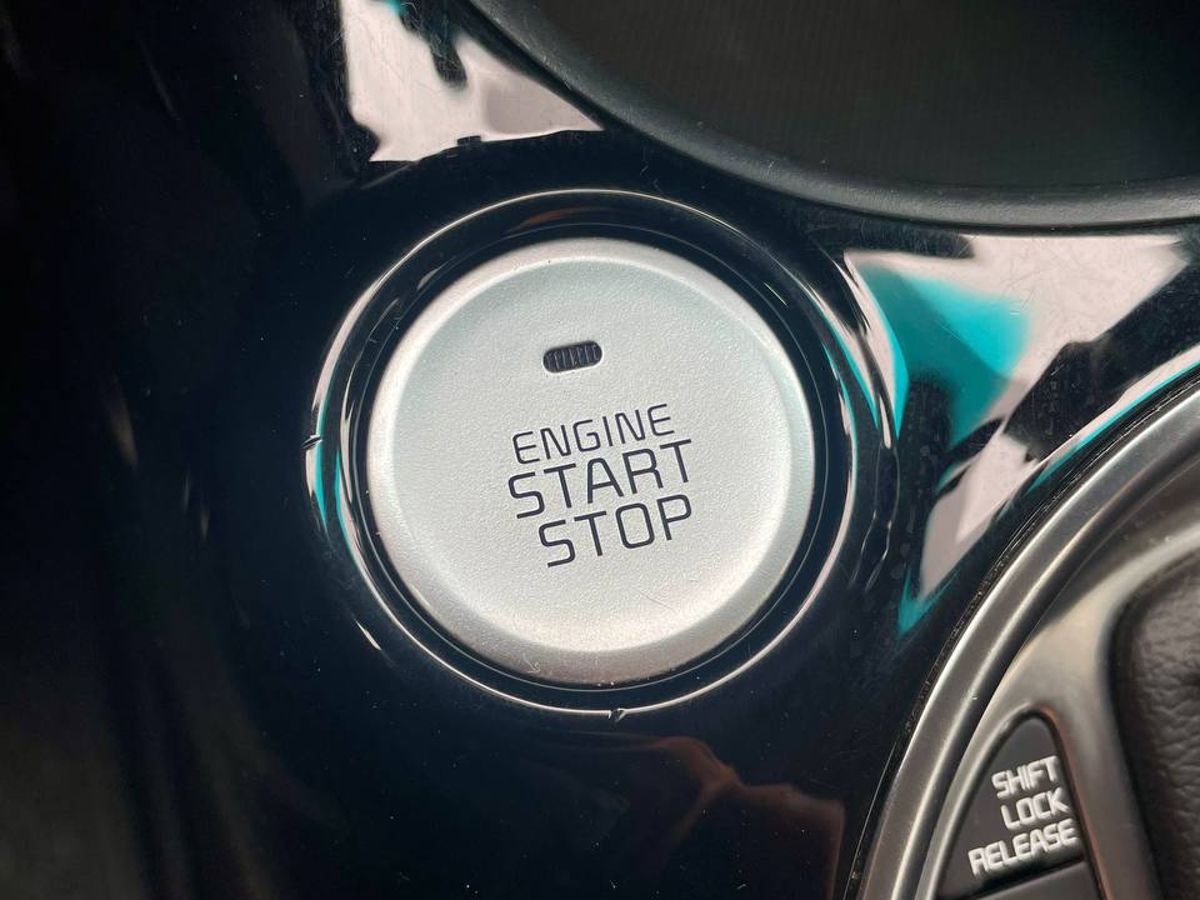 ENGINE
START
STOP
SHIFT
LOCK
RELEASE